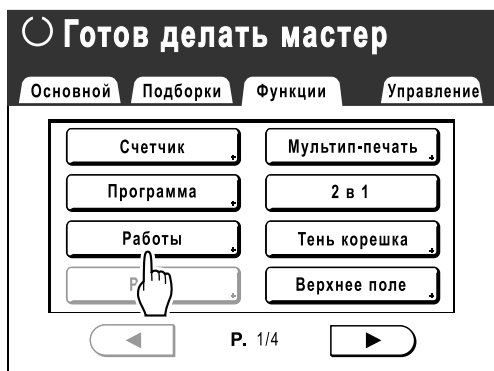 Готов делать мастер
Основной Подборки Функции Управление
Счетчик Мультип-печать
Программа 2 в 1
Работы Тень корешка
Верхнее поле
P. 1/4